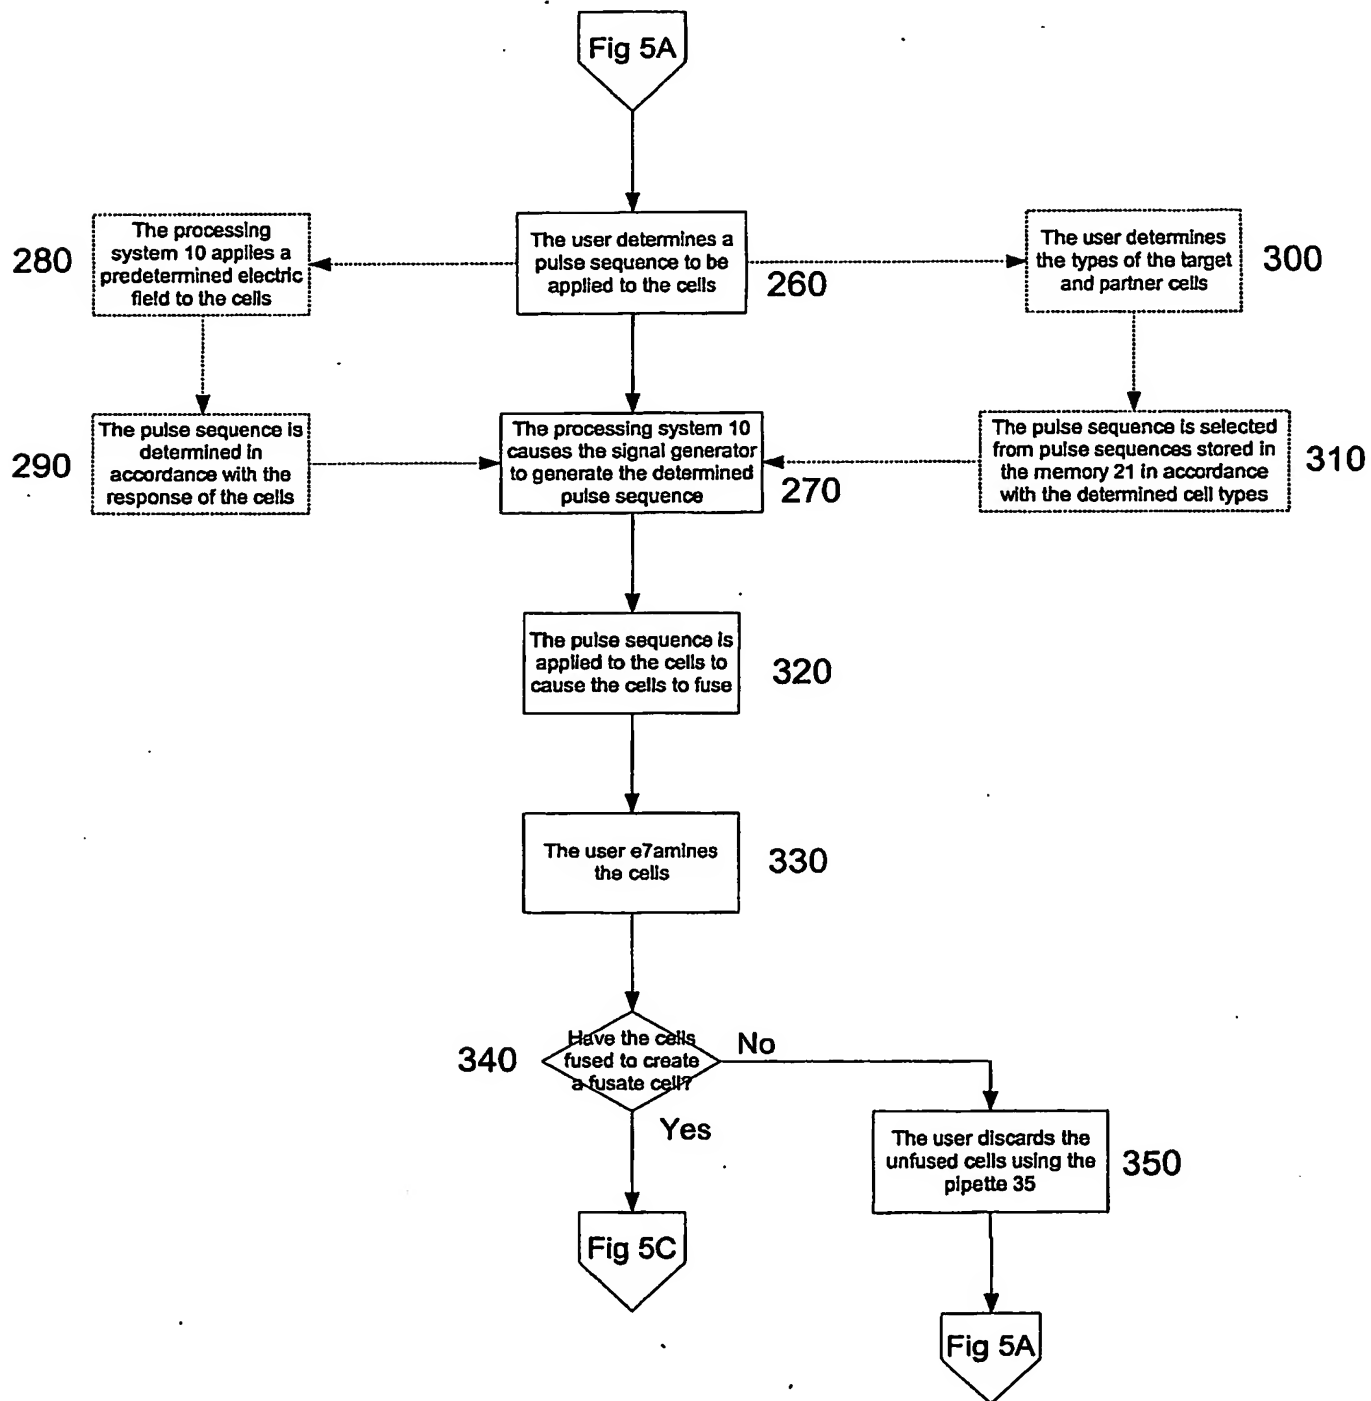 Fig 5A
The processing
system 10 applies a
predetermined electric
field to the cells
280
The user determines a
pulse sequence to be
applied to the cells
260
The user determines
the types of the target
and partner cells
300
The pulse sequence is
determined in
accordance with the
response of the cells
290
The processing system 10
causes the signal generator
to generate the determined
pulse sequence
270
The pulse sequence is selected
from pulse sequences stored in
the memory 21 in accordance
with the determined cell types
310
The pulse sequence is
applied to the cells to
cause the cells to fuse
320
The user e7amines
the cells
330
340
Have the cells
fused to create
a fusate cell?
No
Yes
The user discards the
unfused cells using the
pipette 35
350
Fig 5C
Fig 5A